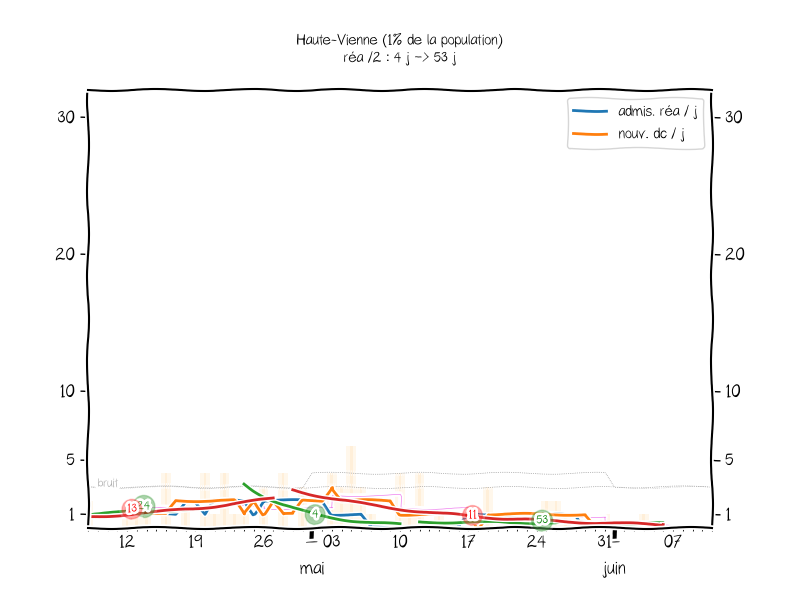 Haute-Vienne (1% de la population)
réa /2 : 4 j -> 53 j
admis. réa / j
nouv. dc / j
30 30
20 20
10 10
5 5
bruit
1 1
13 24 4 11 53
12 19 26 03 10 17 24 31 07
mai juin